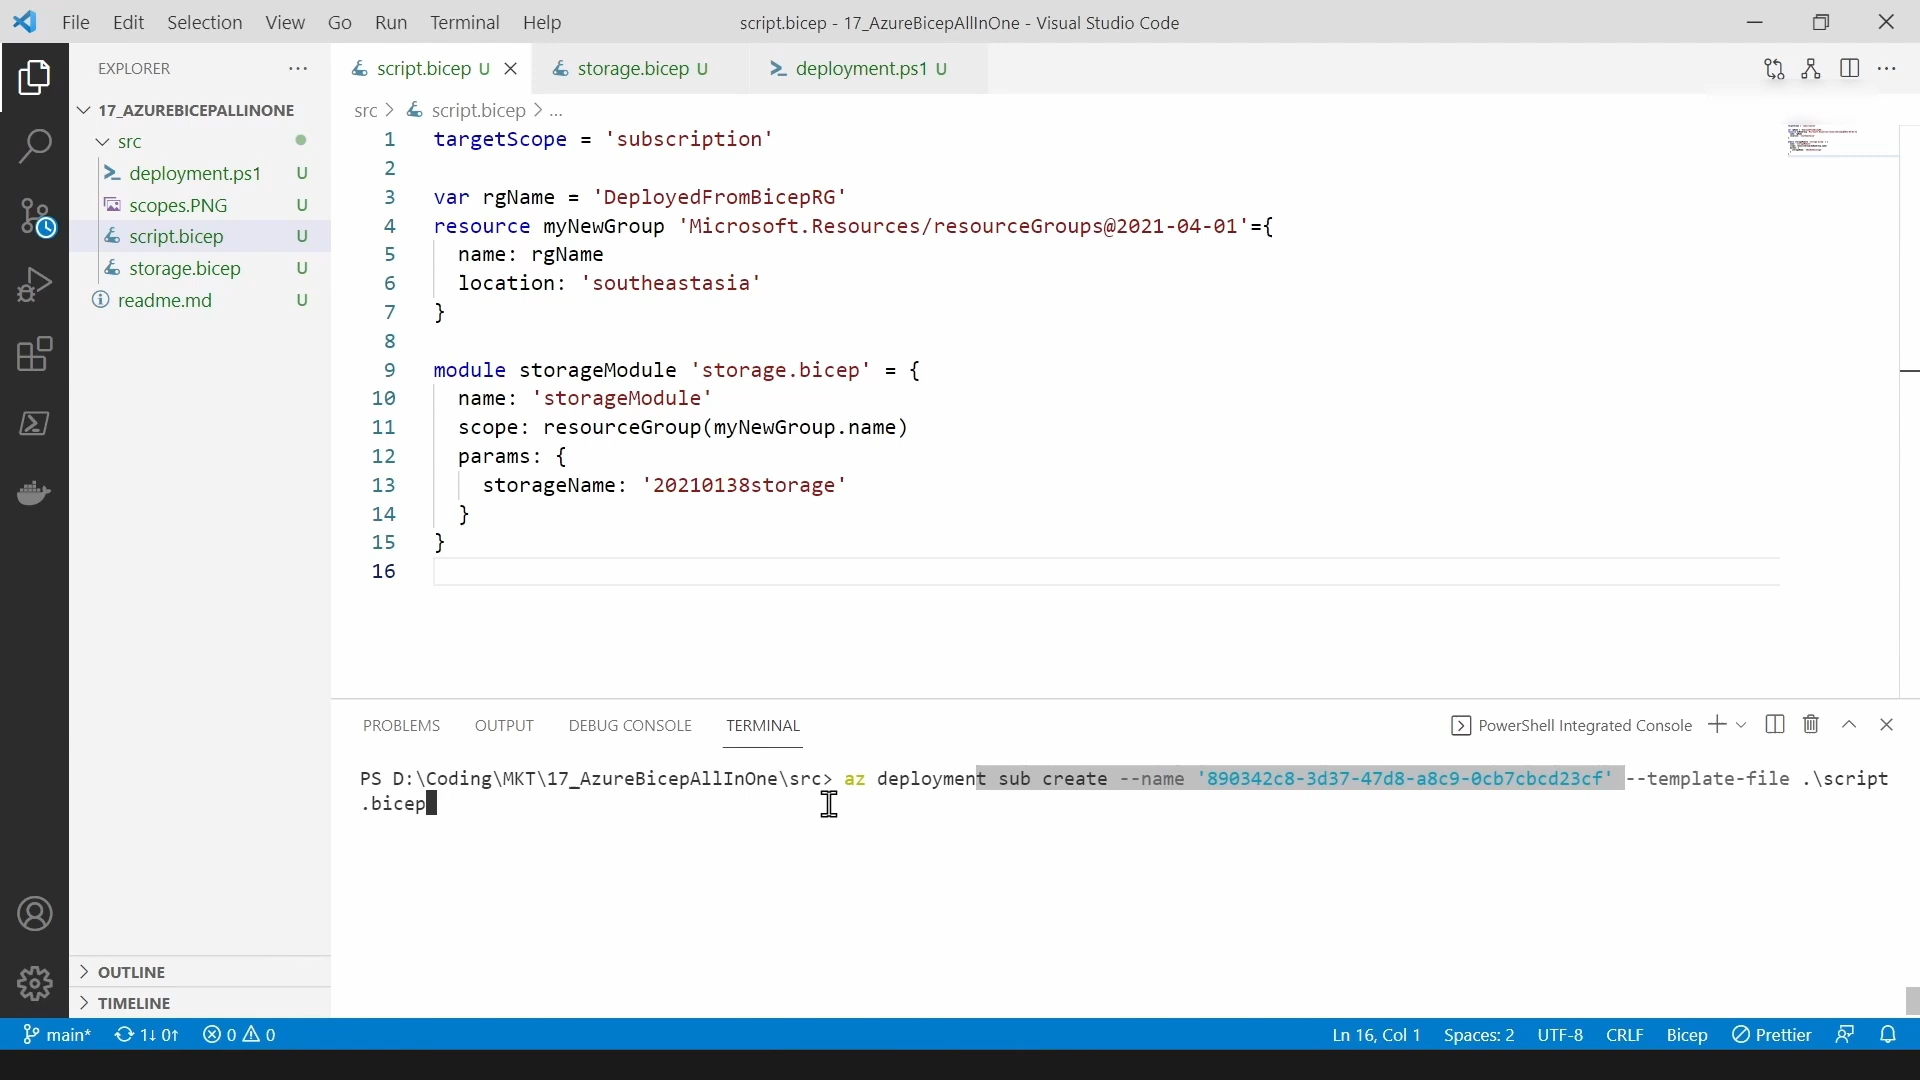 File Edit Selection View Go Run Terminal Help script.bicep - 17_AzureBicepAllInOne - Visual Studio Code
EXPLORER
17_AZUREBICEPALLINONE
src
deployment.ps1 U
scopes.PNG U
script.bicep U
storage.bicep U
readme.md U
OUTLINE
TIMELINE
script.bicep U storage.bicep U deployment.ps1 U
src > script.bicep > ...
1 targetScope = 'subscription'
2
3 var rgName = 'DeployedFromBicepRG'
4 resource myNewGroup 'Microsoft.Resources/resourceGroups@2021-04-01'={
5 name: rgName
6 location: 'southeastasia'
7 }
8
9 module storageModule 'storage.bicep' = {
10 name: 'storageModule'
11 scope: resourceGroup(myNewGroup.name)
12 params: {
13 storageName: '20210138storage'
14 }
15 }
16
PROBLEMS OUTPUT DEBUG CONSOLE TERMINAL PowerShell Integrated Console
PS D:\Coding\MKT\17_AzureBicepAllInOne\src> az deployment sub create --name '890342c8-3d37-47d8-a8c9-0cb7cbcd23cf' --template-file .\script
.bicep
main* 1↓ 0↑ 0 0 Ln 16, Col 1 Spaces: 2 UTF-8 CRLF Bicep Prettier